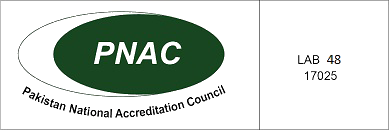 PNAC
Pakistan National Accreditation Council
LAB 48
17025